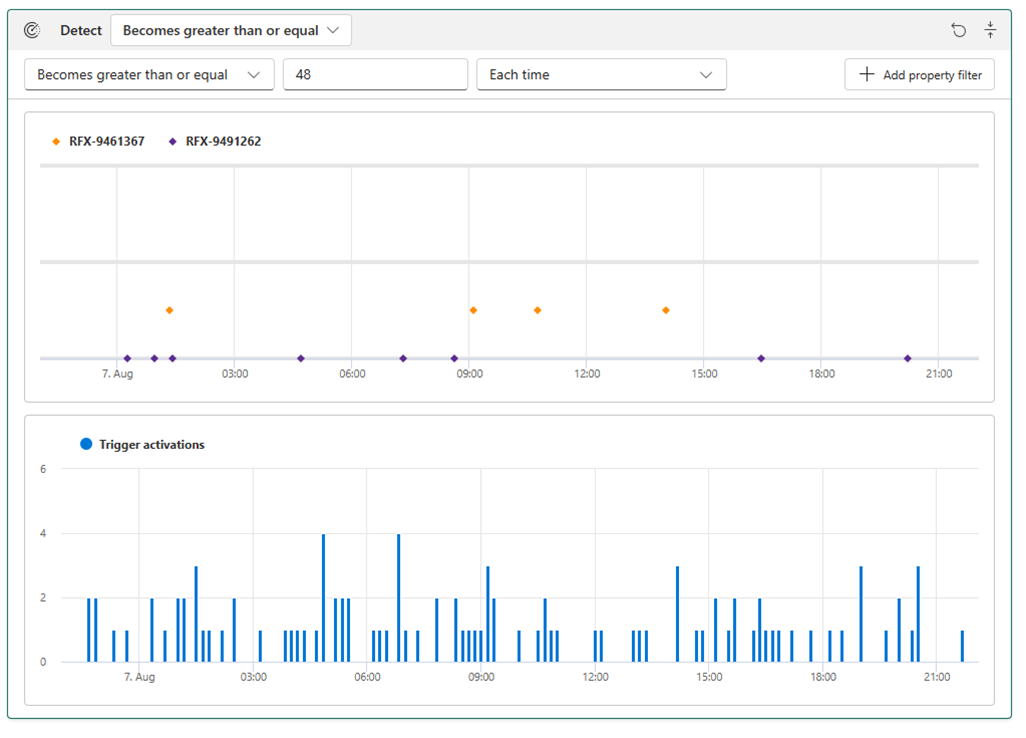 Detect Becomes greater than or equal
Becomes greater than or equal 48 Each time Add property filter
RFX-9461367 RFX-9491262
7. Aug 03:00 06:00 09:00 12:00 15:00 18:00 21:00
Trigger activations
6
4
2
0
7. Aug 03:00 06:00 09:00 12:00 15:00 18:00 21:00